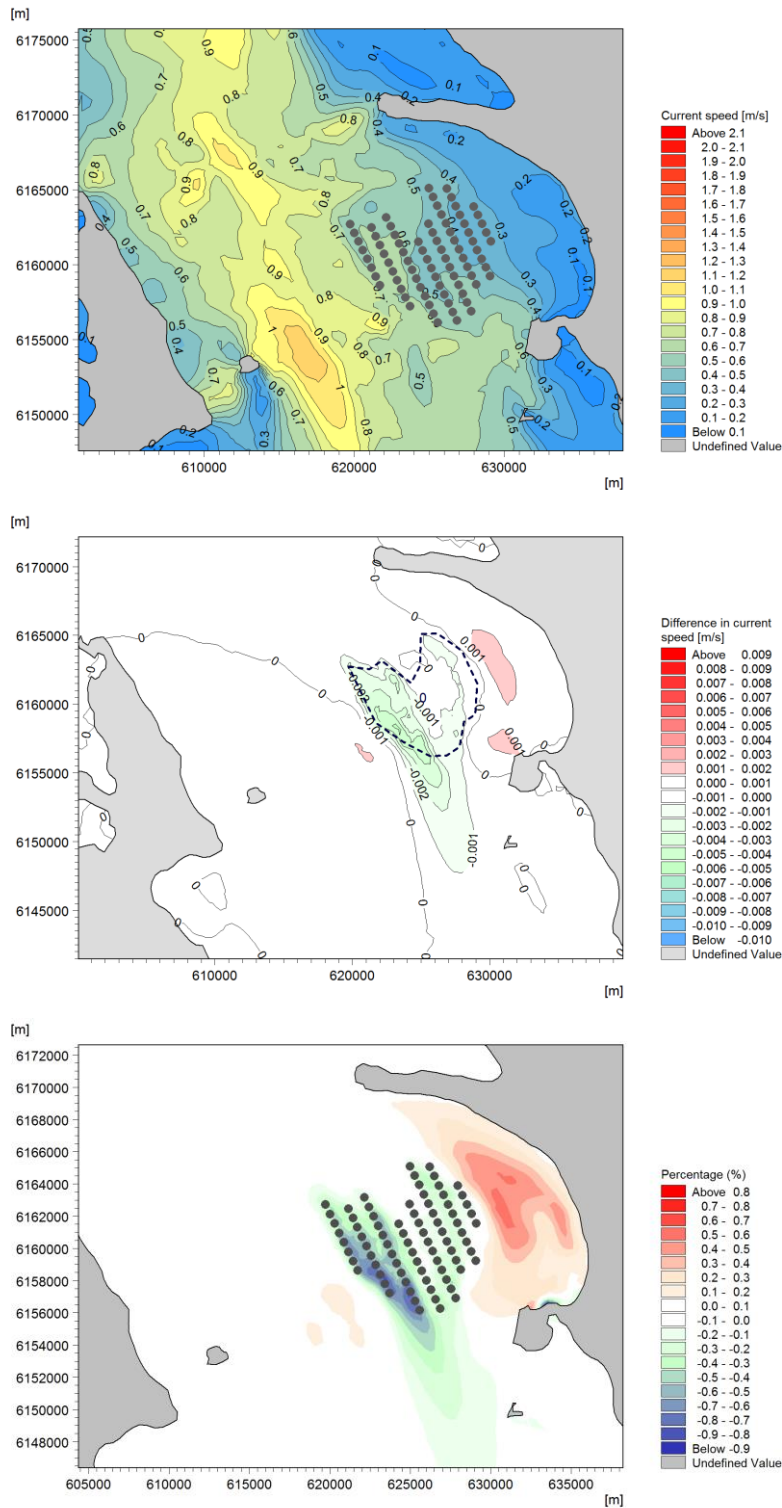 [m]
6175000
6170000
6165000
6160000
6155000
6150000
610000 620000 630000
[m]
Current speed [m/s]
Above 2.1
2.0 - 2.1
1.9 - 2.0
1.8 - 1.9
1.7 - 1.8
1.6 - 1.7
1.5 - 1.6
1.4 - 1.5
1.3 - 1.4
1.2 - 1.3
1.1 - 1.2
1.0 - 1.1
0.9 - 1.0
0.8 - 0.9
0.7 - 0.8
0.6 - 0.7
0.5 - 0.6
0.4 - 0.5
0.3 - 0.4
0.2 - 0.3
0.1 - 0.2
Below 0.1
Undefined Value
[m]
6170000
6165000
6160000
6155000
6150000
6145000
610000 620000 630000
[m]
Difference in current
speed [m/s]
Above 0.009
0.008 - 0.009
0.007 - 0.008
0.006 - 0.007
0.005 - 0.006
0.004 - 0.005
0.003 - 0.004
0.002 - 0.003
0.001 - 0.002
0.000 - 0.001
-0.001 - 0.000
-0.002 - -0.001
-0.003 - -0.002
-0.004 - -0.003
-0.005 - -0.004
-0.006 - -0.005
-0.007 - -0.006
-0.008 - -0.007
-0.009 - -0.008
-0.010 - -0.009
Below -0.010
Undefined Value
[m]
6172000
6170000
6168000
6166000
6164000
6162000
6160000
6158000
6156000
6154000
6152000
6150000
6148000
605000 610000 615000 620000 625000 630000 635000
[m]
Percentage (%)
Above 0.8
0.7 - 0.8
0.6 - 0.7
0.5 - 0.6
0.4 - 0.5
0.3 - 0.4
0.2 - 0.3
0.1 - 0.2
0.0 - 0.1
-0.1 - 0.0
-0.2 - -0.1
-0.3 - -0.2
-0.4 - -0.3
-0.5 - -0.4
-0.6 - -0.5
-0.7 - -0.6
-0.8 - -0.7
-0.9 - -0.8
Below -0.9
Undefined Value